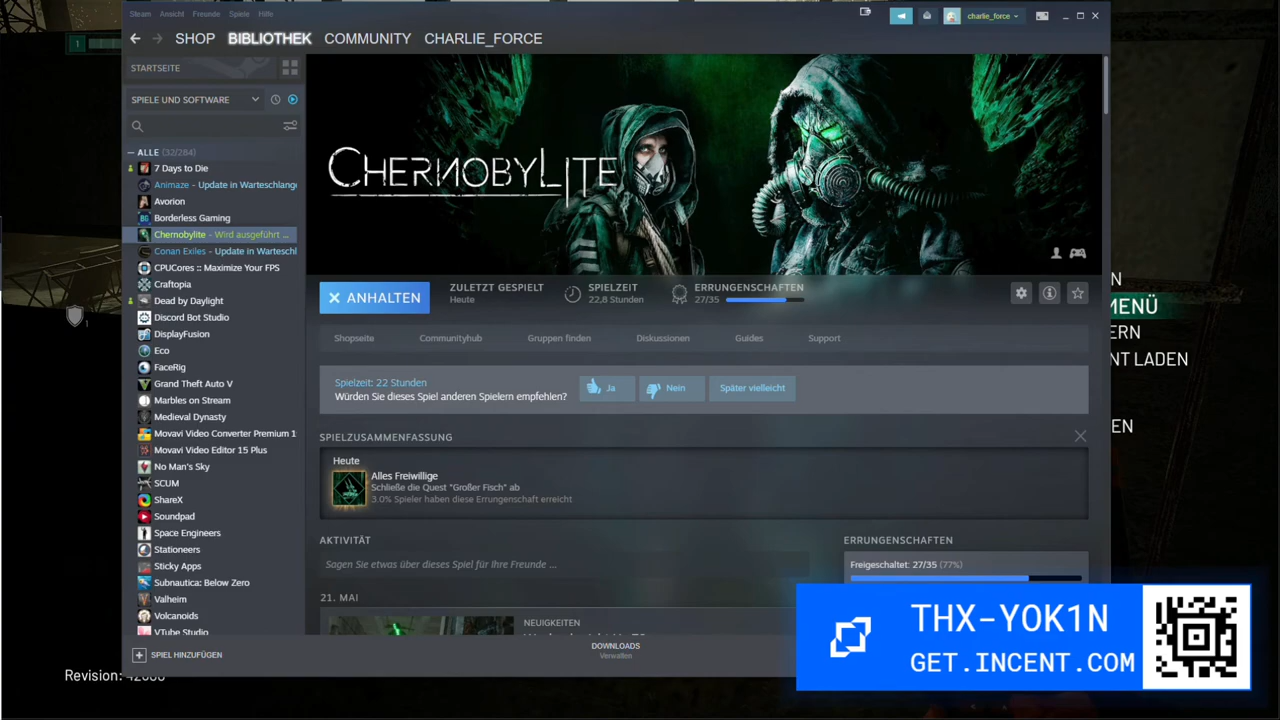 Steam Ansicht Freunde Spiele Hilfe
charlie_force
SHOP BIBLIOTHEK COMMUNITY CHARLIE_FORCE
STARTSEITE
SPIELE UND SOFTWARE
ALLE (32/284)
7 Days to Die
Animaze - Update in Warteschlange
Avorion
Borderless Gaming
Chernobylite - Wird ausgeführt ...
Conan Exiles - Update in Warteschl
CPUCores :: Maximize Your FPS
Craftopia
Dead by Daylight
Discord Bot Studio
DisplayFusion
Eco
FaceRig
Grand Theft Auto V
Marbles on Stream
Medieval Dynasty
Movavi Video Converter Premium 1
Movavi Video Editor 15 Plus
No Man's Sky
SCUM
ShareX
Soundpad
Space Engineers
Stationeers
Sticky Apps
Subnautica: Below Zero
Valheim
Volcanoids
VTube Studio
SPIEL HINZUFÜGEN
CHERNOBYLITE
ANHALTEN
ZULETZT GESPIELT
Heute
SPIELZEIT
22,8 Stunden
ERRUNGENSCHAFTEN
27/35
Shopseite Communityhub Gruppen finden Diskussionen Guides Support
Spielzeit: 22 Stunden
Würden Sie dieses Spiel anderen Spielern empfehlen?
Ja Nein Später vielleicht
SPIELZUSAMMENFASSUNG
Heute
Alles Freiwillige
Schließe die Quest "Großer Fisch" ab
3.0% Spieler haben diese Errungenschaft erreicht
AKTIVITÄT
Sagen Sie etwas über dieses Spiel für Ihre Freunde ...
21. MAI
NEUIGKEITEN
ERRUNGENSCHAFTEN
Freigeschaltet: 27/35 (77%)
DOWNLOADS
Verwalten
1
1
N
MENÜ
ERN
NT LADEN
EN
Revision:
THX-YOK1N
GET.INCENT.COM